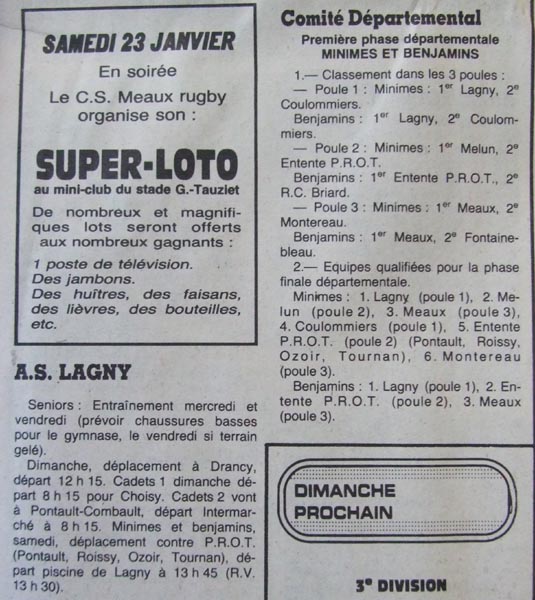 SAMEDI 23 JANVIER
En soirée
Le C.S. Meaux rugby
organise son :
SUPER-LOTO
au mini-club du stade G.-Tauziet
De nombreux et magnifi-
ques lots seront offerts
aux nombreux gagnants :
1 poste de télévision.
Des jambons.
Des huîtres, des faisans,
des lièvres, des bouteilles,
etc.
A.S. LAGNY
Seniors : Entraînement mercredi et
vendredi (prévoir chaussures basses
pour le gymnase, le vendredi si terrain
gelé).
Dimanche, déplacement à Drancy,
départ 12 h 15. Cadets 1 dimanche dé-
part 8 h 15 pour Choisy. Cadets 2 vont
à Pontault-Combault, départ Intermar-
ché à 8 h 15. Minimes et benjamins,
samedi, déplacement contre P.R.O.T.
(Pontault, Roissy, Ozoir, Tournan), dé-
part piscine de Lagny à 13 h 45 (R.V.
13 h 30).
Comité Départemental
Première phase départementale
MINIMES ET BENJAMINS
1.— Classement dans les 3 poules :
— Poule 1 : Minimes : 1er Lagny, 2e
Coulommiers.
Benjamins : 1er Lagny, 2e Coulom-
miers.
— Poule 2 : Minimes : 1er Melun, 2e
Entente P.R.O.T.
Benjamins : 1er Entente P.R.O.T., 2e
R.C. Briard.
— Poule 3 : Minimes : 1er Meaux, 2e
Montereau.
Benjamins : 1er Meaux, 2e Fontaine-
bleau.
2.— Equipes qualifiées pour la phase
finale départementale.
Minimes : 1. Lagny (poule 1), 2. Me-
lun (poule 2), 3. Meaux (poule 3),
4. Coulommiers (poule 1), 5. Entente
P.R.O.T. (poule 2) (Pontault, Roissy,
Ozoir, Tournan), 6. Montereau
(poule 3).
Benjamins : 1. Lagny (poule 1), 2. En-
tente P.R.O.T. (poule 2), 3. Meaux
(poule 3).
DIMANCHE
PROCHAIN
3e DIVISION